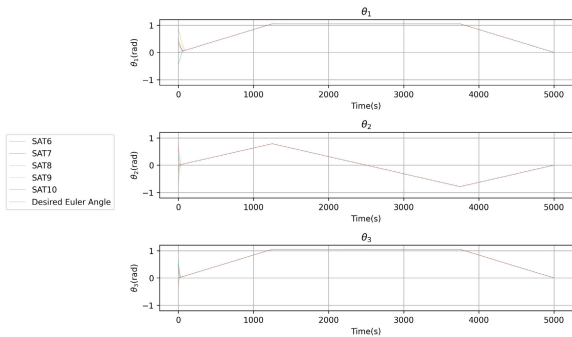 θ1
1
0
−1
θ1(rad)
0
1000
2000
3000
4000
5000
Time(s)
SAT6
SAT7
SAT8
SAT9
SAT10
Desired Euler Angle
θ2
1
0
−1
θ2(rad)
0
1000
2000
3000
4000
5000
Time(s)
θ3
1
0
−1
θ3(rad)
0
1000
2000
3000
4000
5000
Time(s)